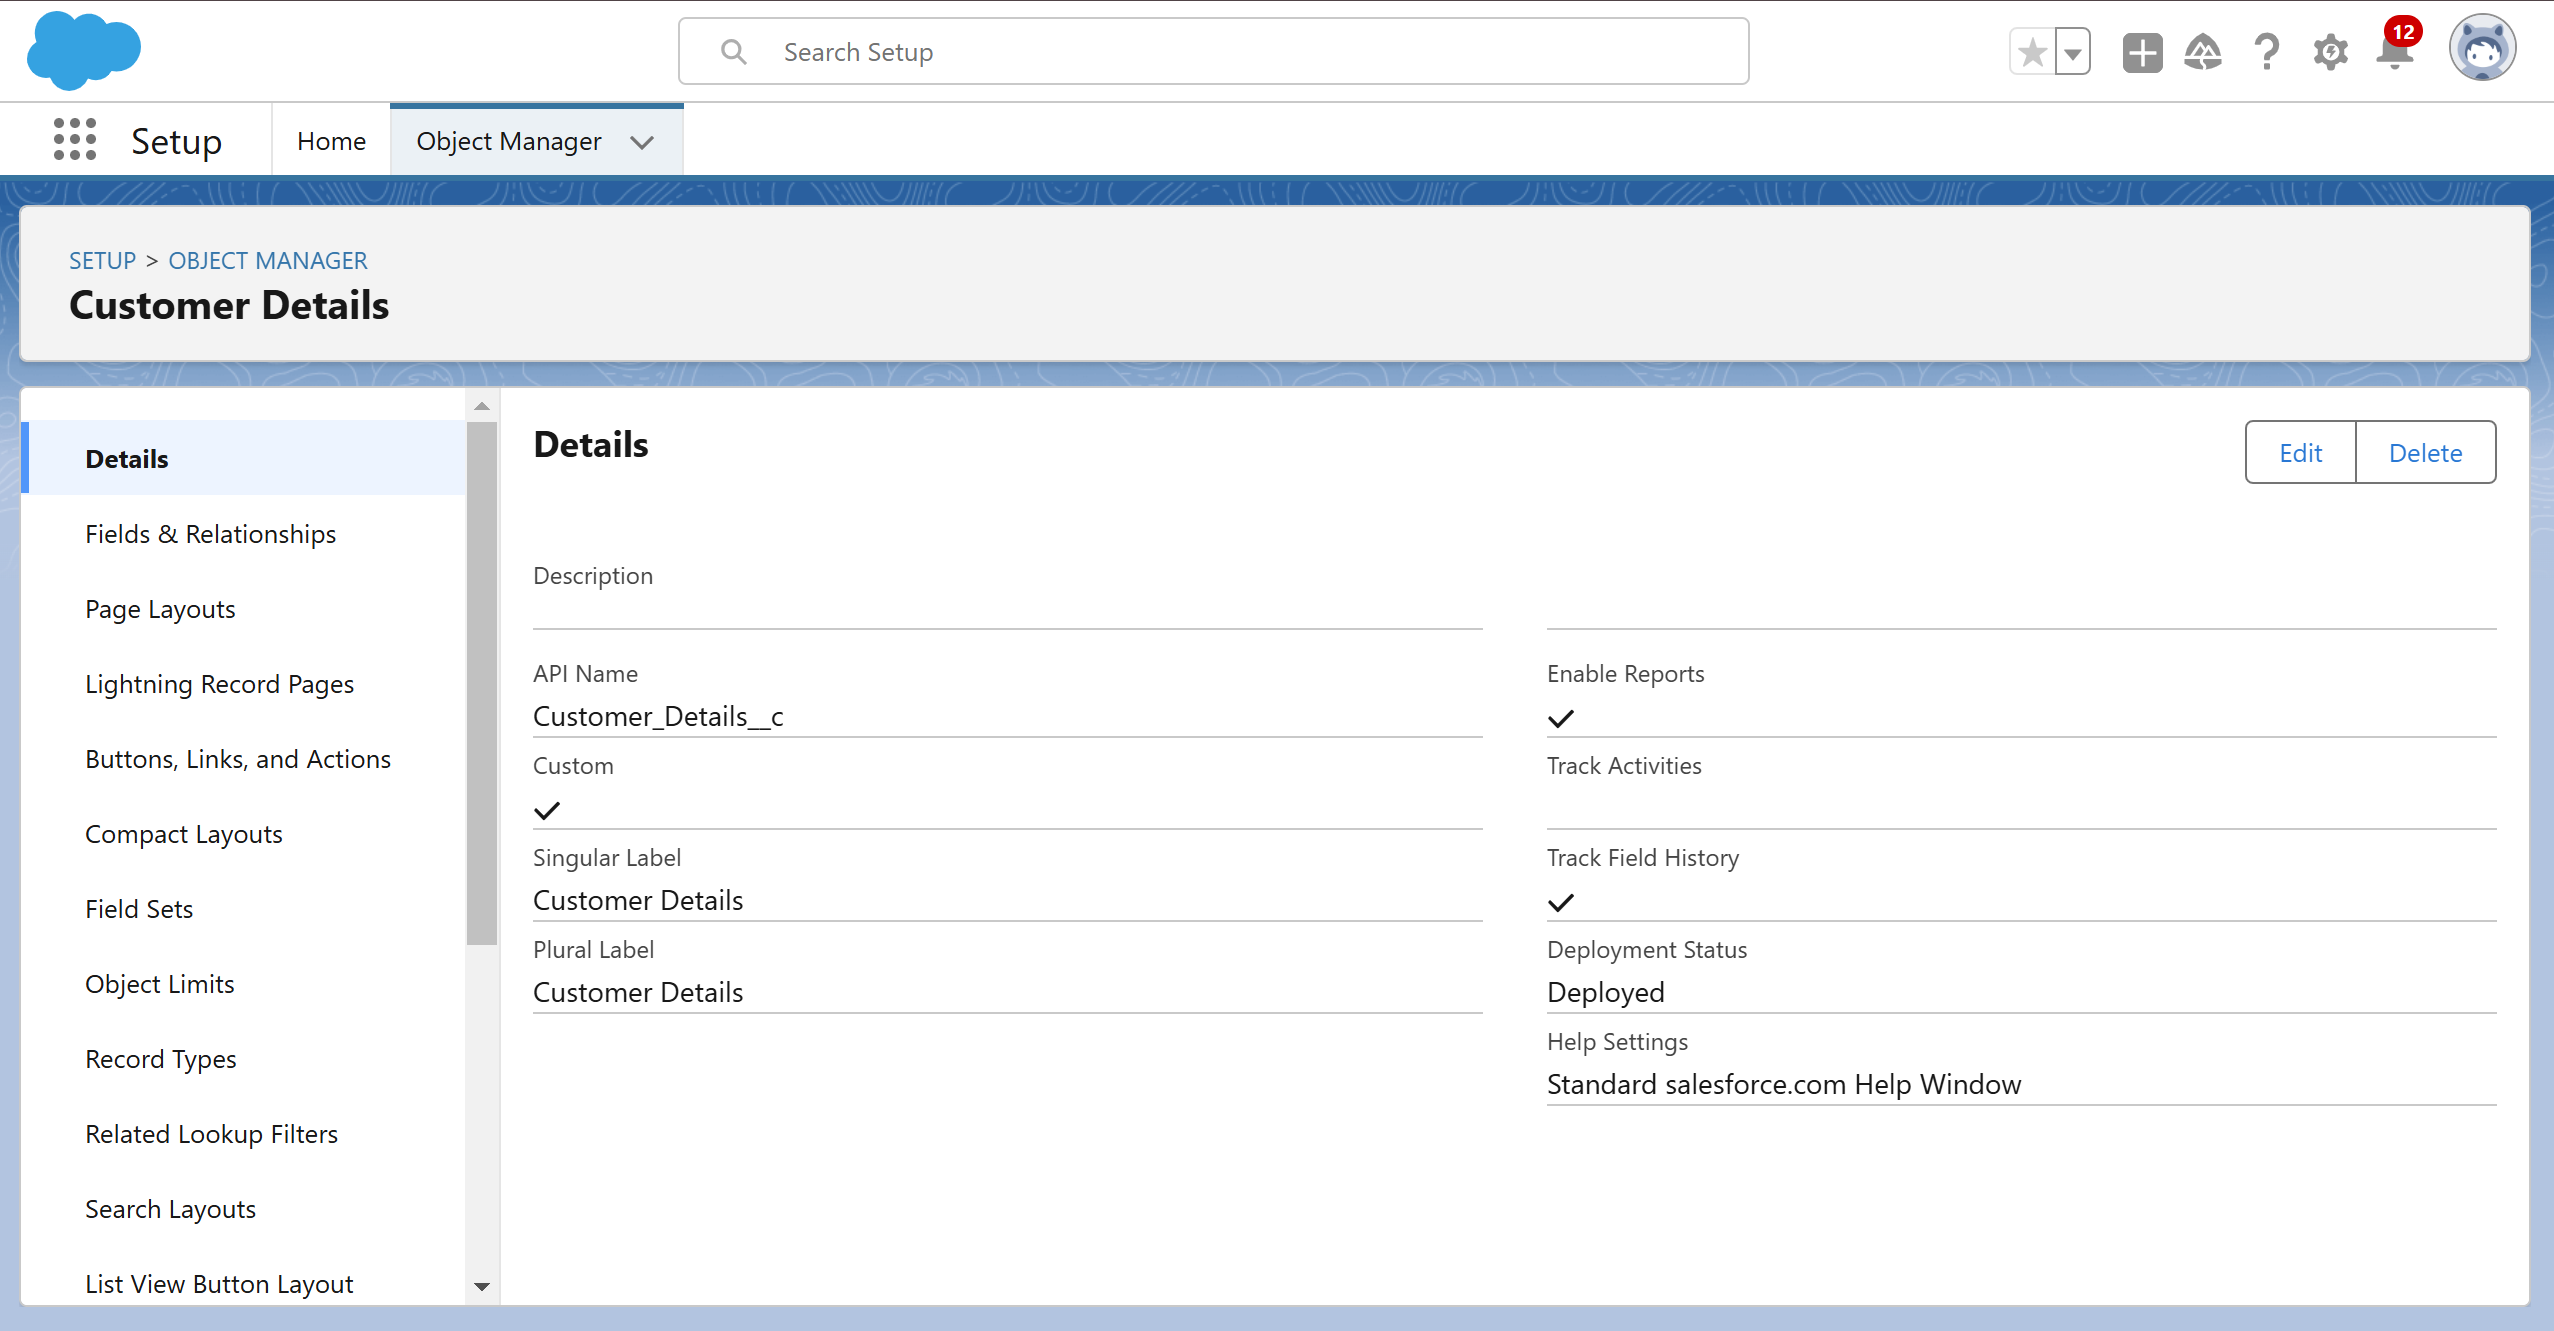 Search Setup
12
Setup
Home
Object Manager
SETUP > OBJECT MANAGER
Customer Details
Details
Fields & Relationships
Page Layouts
Lightning Record Pages
Buttons, Links, and Actions
Compact Layouts
Field Sets
Object Limits
Record Types
Related Lookup Filters
Search Layouts
List View Button Layout
Details
Edit
Delete
Description
API Name
Customer_Details__c
Custom
Singular Label
Customer Details
Plural Label
Customer Details
Enable Reports
Track Activities
Track Field History
Deployment Status
Deployed
Help Settings
Standard salesforce.com Help Window